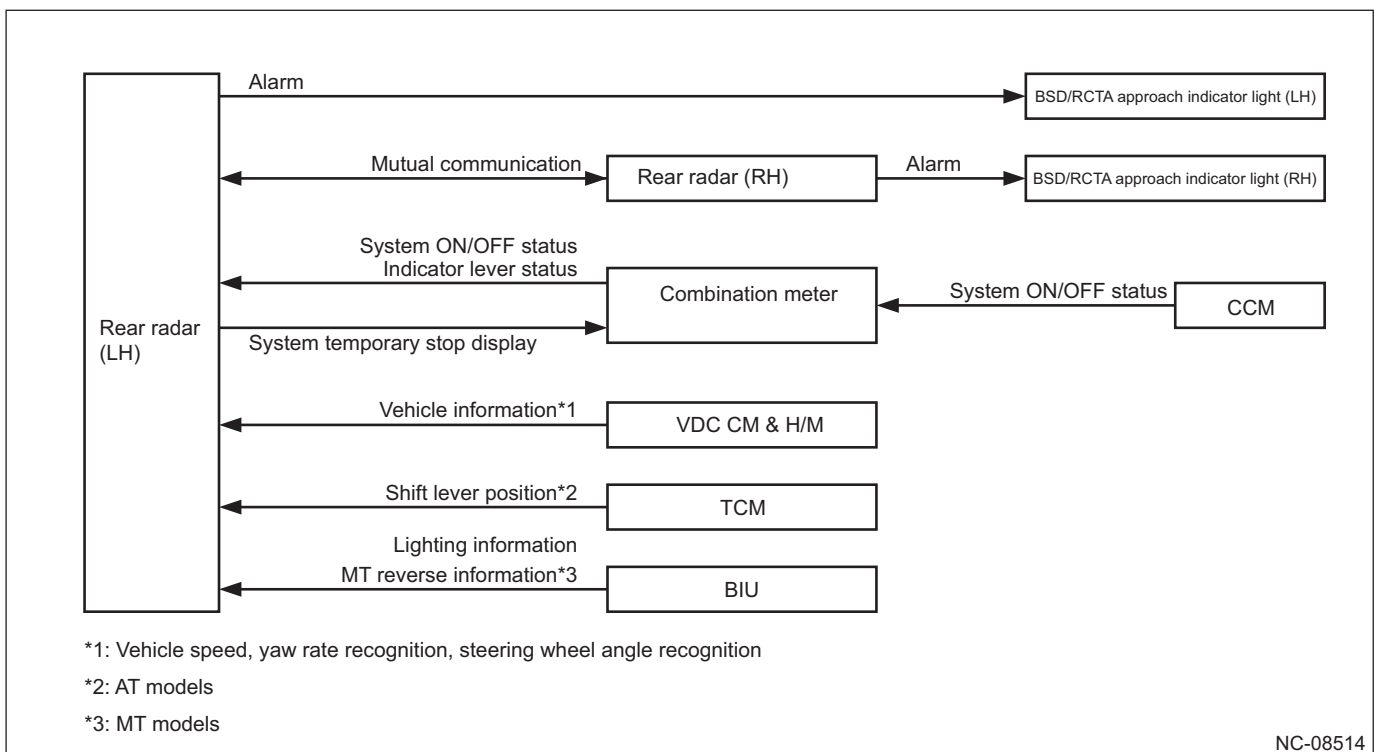 Alarm
BSD/RCTA approach indicator light (LH)
Mutual communication
Rear radar (RH)
Alarm
BSD/RCTA approach indicator light (RH)
System ON/OFF status
Indicator lever status
Combination meter
System ON/OFF status
CCM
Rear radar
(LH)
System temporary stop display
Vehicle information*1
VDC CM & H/M
Shift lever position*2
TCM
Lighting information
MT reverse information*3
BIU
*1: Vehicle speed, yaw rate recognition, steering wheel angle recognition
*2: AT models
*3: MT models
NC-08514